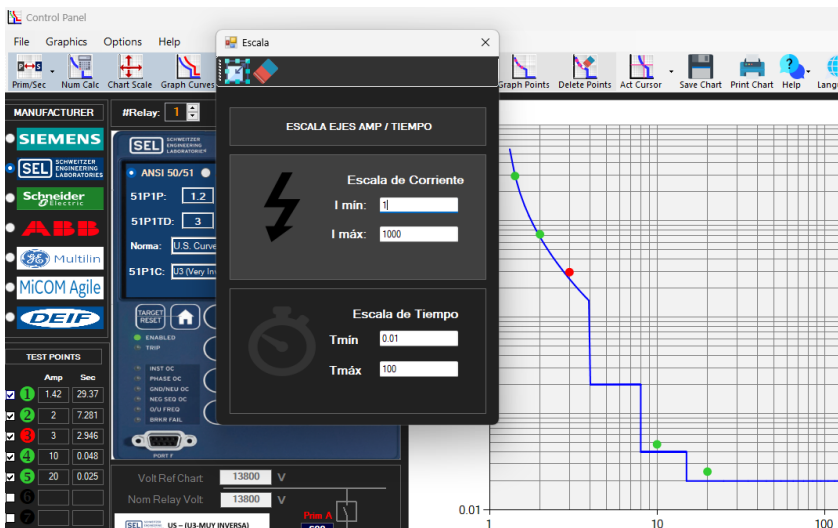 Control Panel
File Graphics Options Help
Prim/Sec Num Calc Chart Scale Graph Curves Graph Points Delete Points Act Cursor Save Chart Print Chart Help
MANUFACTURER
SIEMENS
SEL SCHWEITZER ENGINEERING LABORATORIES
Schneider Electric
ABB
GE Multilin
MiCOM Agile
DEIF
TEST POINTS
Amp Sec
1 1.42 29.37
2 2 7.281
3 3 2.946
4 10 0.048
5 20 0.025
6
7
#Relay: 1
SEL SCHWEITZER ENGINEERING LABORATORIES
ANSI 50/51
51P1P: 1.2
51P1TD: 3
Norma: U.S. Curve
51P1C: U3 (Very In
TARGET RESET
ENABLED
TRIP
INST OC
PHASE OC
GND/NEU OC
NEG SEQ OC
O/U FREQ
BRKR FAIL
PORT F
Volt Ref Chart 13800 V
Nom Relay Volt 13800 V
SEL US – (U3-MUY INVERSA)
Prim A
600
Escala
ESCALA EJES AMP / TIEMPO
Escala de Corriente
I mín: 1
I máx: 1000
Escala de Tiempo
Tmín 0.01
Tmáx 100
0.01
1 10 100